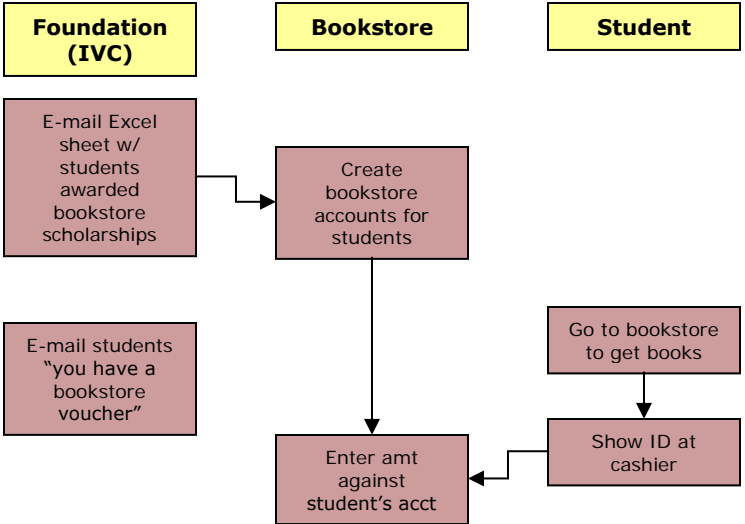 Foundation
(IVC)
Bookstore
Student
E-mail Excel
sheet w/
students
awarded
bookstore
scholarships
Create
bookstore
accounts for
students
E-mail students
“you have a
bookstore
voucher”
Go to bookstore
to get books
Show ID at
cashier
Enter amt
against
student’s acct